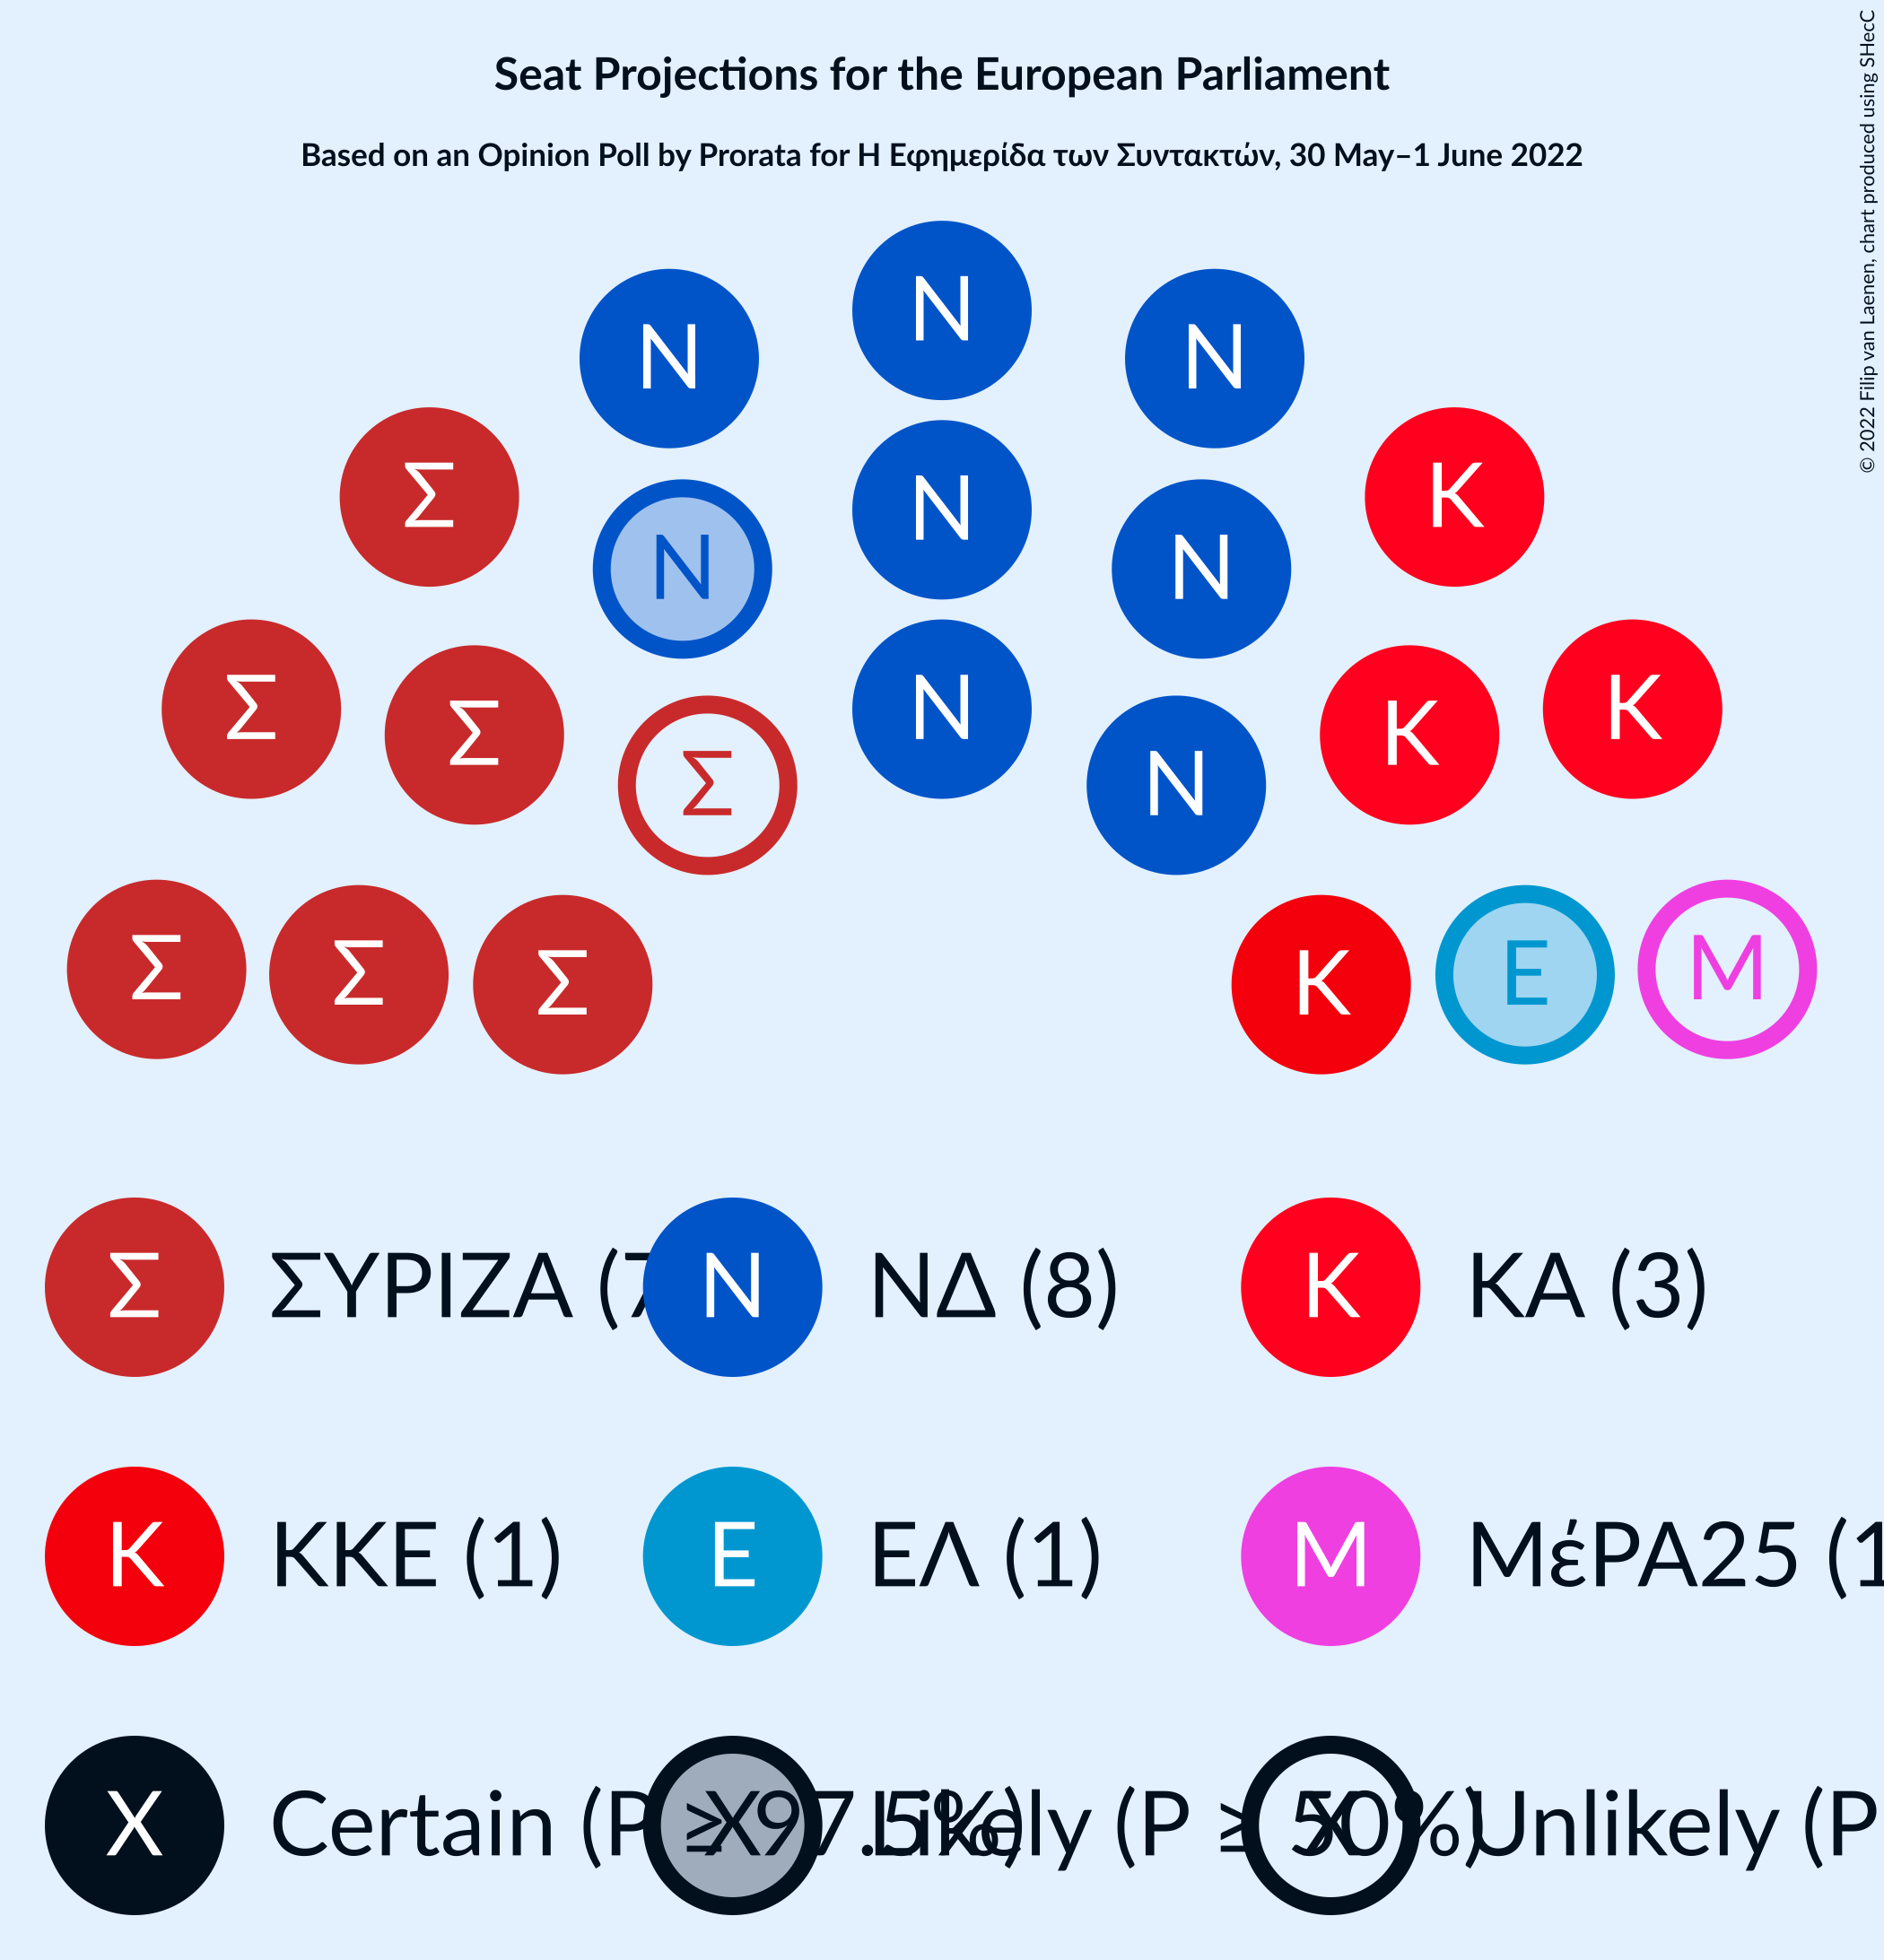 Seat Projections for the European Parliament
Based on an Opinion Poll by Prorata for Η Εφημερίδα των Συντακτών, 30 May–1 June 2022
© 2022 Filip van Laenen, chart produced using SHecC
N
N N
N
Σ K
N
N N
Σ K
Σ K
N
Σ N
Σ Σ Σ K E M
Σ ΣΥΡΙΖΑ (7 N ΝΔ (8) K ΚΑ (3)
K ΚΚΕ (1) E ΕΛ (1) M ΜέΡΑ25 (1
X Certain (P ≥ 97.5%) X Likely (P ≥ 50%) X Unlikely (P